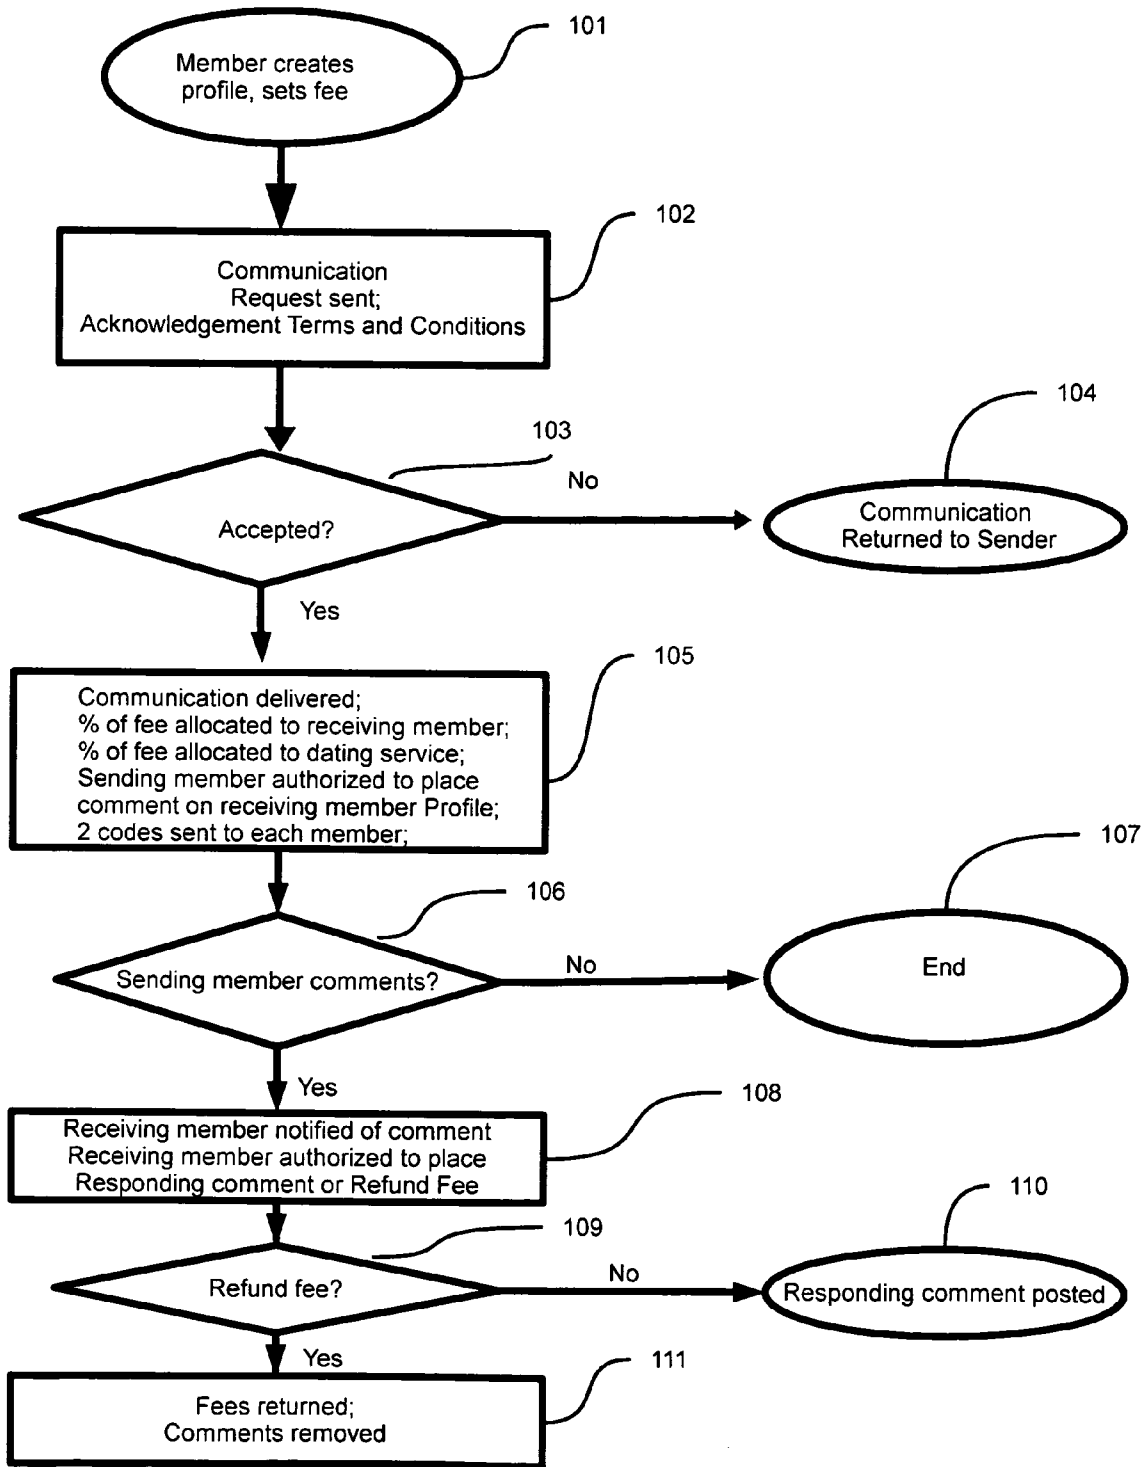 101
Member creates
profile, sets fee
102
Communication
Request sent;
Acknowledgement Terms and Conditions
103
Accepted?
No
104
Communication
Returned to Sender
Yes
105
Communication delivered;
% of fee allocated to receiving member;
% of fee allocated to dating service;
Sending member authorized to place
comment on receiving member Profile;
2 codes sent to each member;
106
Sending member comments?
No
107
End
Yes
108
Receiving member notified of comment
Receiving member authorized to place
Responding comment or Refund Fee
109
Refund fee?
No
110
Responding comment posted
Yes
111
Fees returned;
Comments removed